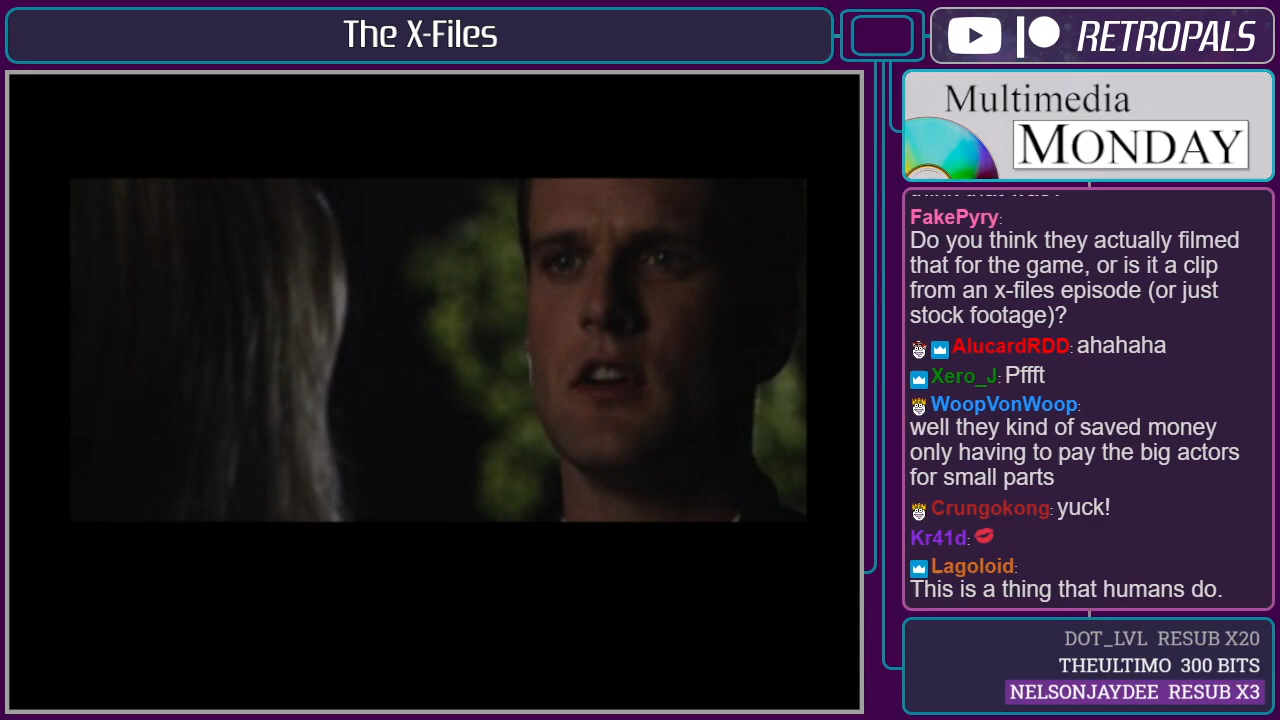 The X-Files
RETROPALS
Multimedia
MONDAY
FakePyry:
Do you think they actually filmed
that for the game, or is it a clip
from an x-files episode (or just
stock footage)?
AlucardRDD: ahahaha
Xero_J: Pffft
WoopVonWoop:
well they kind of saved money
only having to pay the big actors
for small parts
Crungokong: yuck!
Kr41d: 💋
Lagoloid:
This is a thing that humans do.
DOT_LVL RESUB X20
THEULTIMO 300 BITS
NELSONJAYDEE RESUB X3